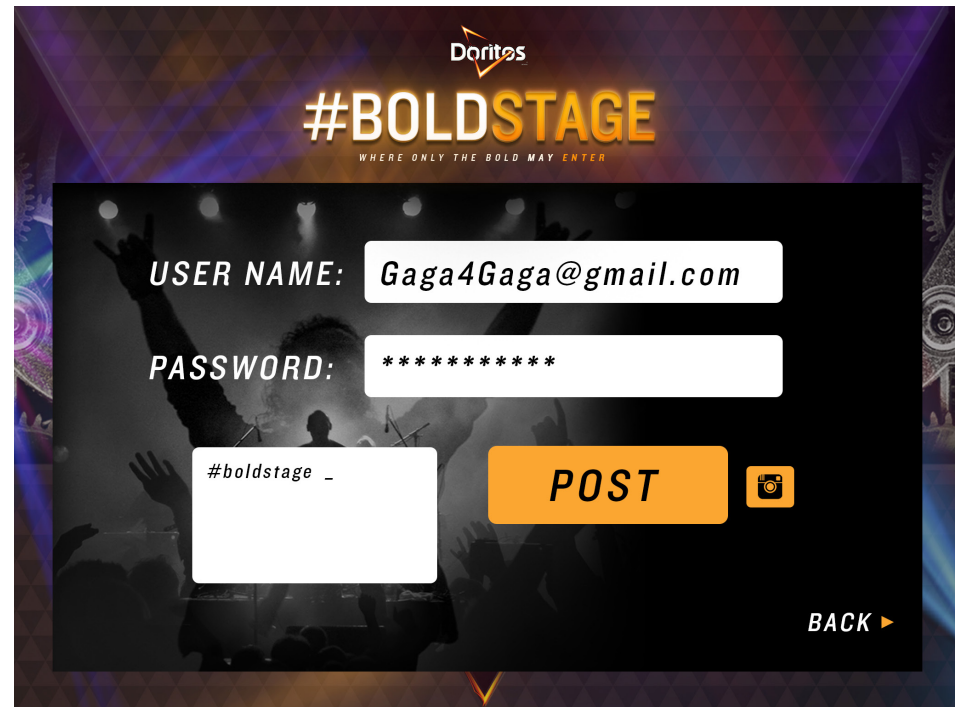 Doritos
#BOLDSTAGE
WHERE ONLY THE BOLD MAY ENTER
USER NAME: Gaga4Gaga@gmail.com
PASSWORD: ***********
#boldstage _
POST
BACK